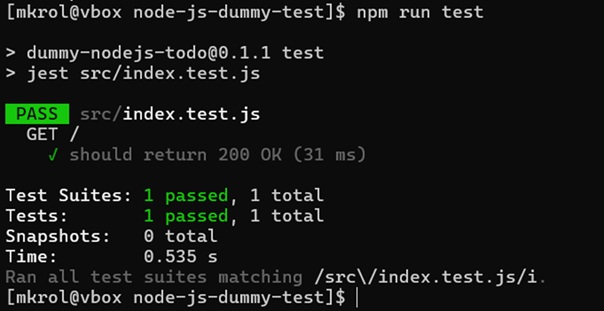 [mkrol@vbox node-js-dummy-test]$ npm run test
> dummy-nodejs-todo@0.1.1 test
> jest src/index.test.js
PASS src/index.test.js
GET /
√ should return 200 OK (31 ms)
Test Suites: 1 passed, 1 total
Tests: 1 passed, 1 total
Snapshots: 0 total
Time: 0.535 s
Ran all test suites matching /src\/index.test.js/i.
[mkrol@vbox node-js-dummy-test]$